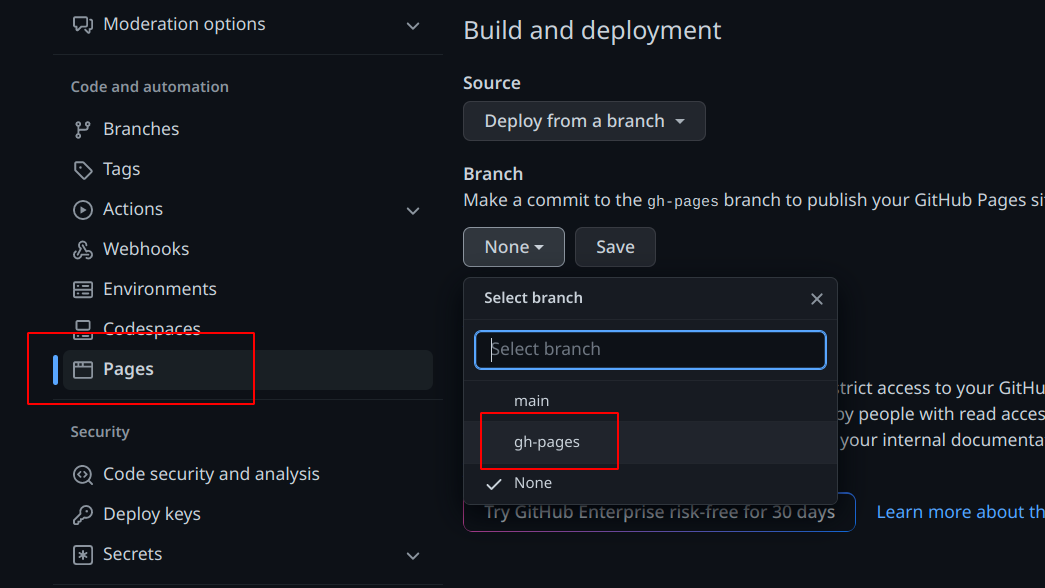 Moderation options
Code and automation
Branches
Tags
Actions
Webhooks
Environments
Codespaces
Pages
Security
Code security and analysis
Deploy keys
Secrets
Build and deployment
Source
Deploy from a branch
Branch
Make a commit to the gh-pages branch to publish your GitHub Pages si
None
Save
Select branch
Select branch
main
gh-pages
None
strict access to your GitHu
by people with read acces
your internal documenta
Try GitHub Enterprise risk-free for 30 days
Learn more about th